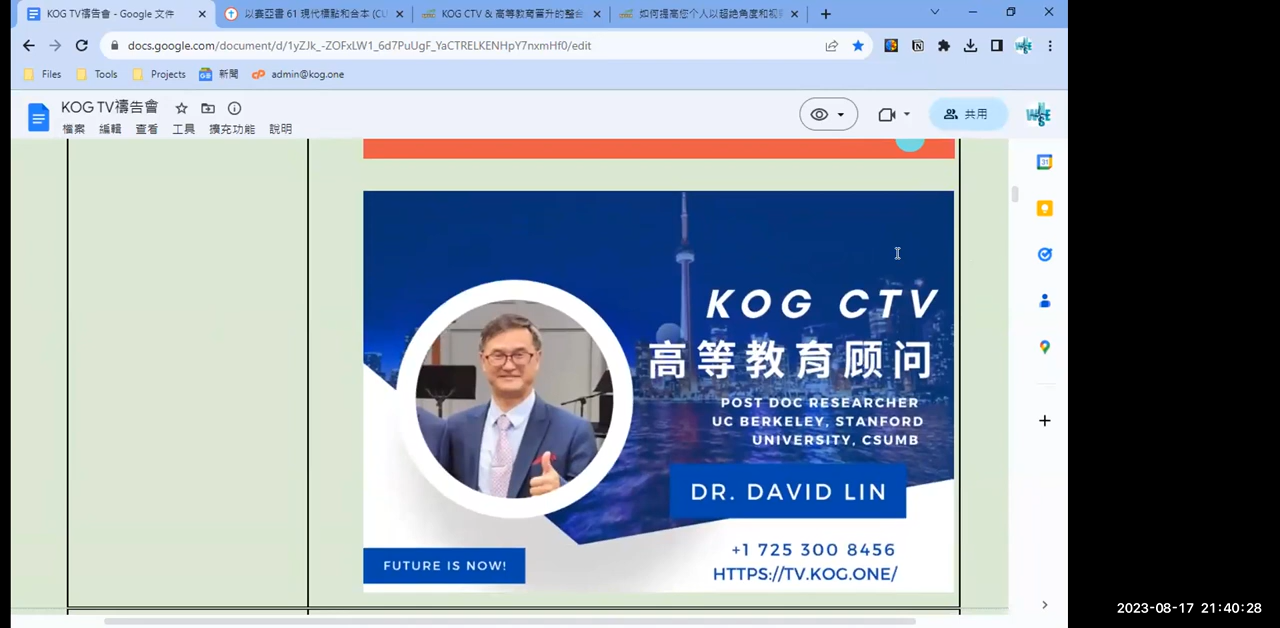 KOG TV禱告會 - Google 文件
以賽亞書 61 現代標點和合本 (CU
KOG CTV & 高等教育晉升的整合
如何提高您个人以超绝角度和视
docs.google.com/document/d/1yZJk_-ZOFxLW1_6d7PuUgF_YaCTRELKENHpY7nxmHf0/edit
Files
Tools
Projects
新聞
admin@kog.one
KOG TV禱告會
檔案 編輯 查看 工具 擴充功能 說明
共用
KOG CTV
高等教育顾问
POST DOC RESEARCHER
UC BERKELEY, STANFORD
UNIVERSITY, CSUMB
DR. DAVID LIN
+1 725 300 8456
FUTURE IS NOW!
HTTPS://TV.KOG.ONE/
2023-08-17 21:40:28